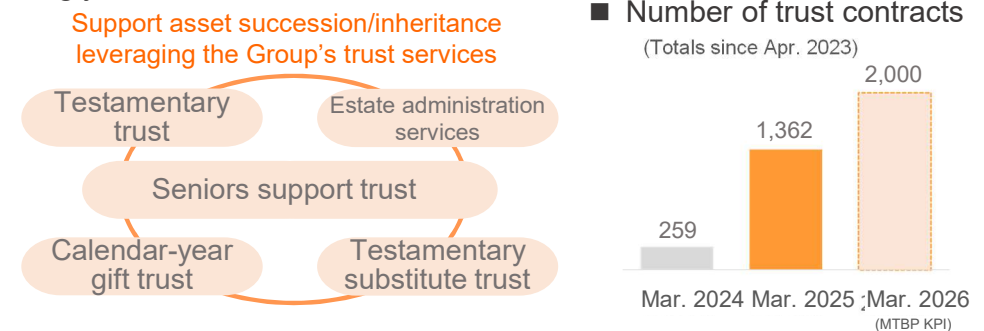 Support asset succession/inheritance
leveraging the Group's trust services
Testamentary
trust
Estate administration
services
Seniors support trust
Calendar-year
gift trust
Testamentary
substitute trust
■ Number of trust contracts
(Totals since Apr. 2023)
259
1,362
2,000
Mar. 2024 Mar. 2025 Mar. 2026
(MTBP KPI)